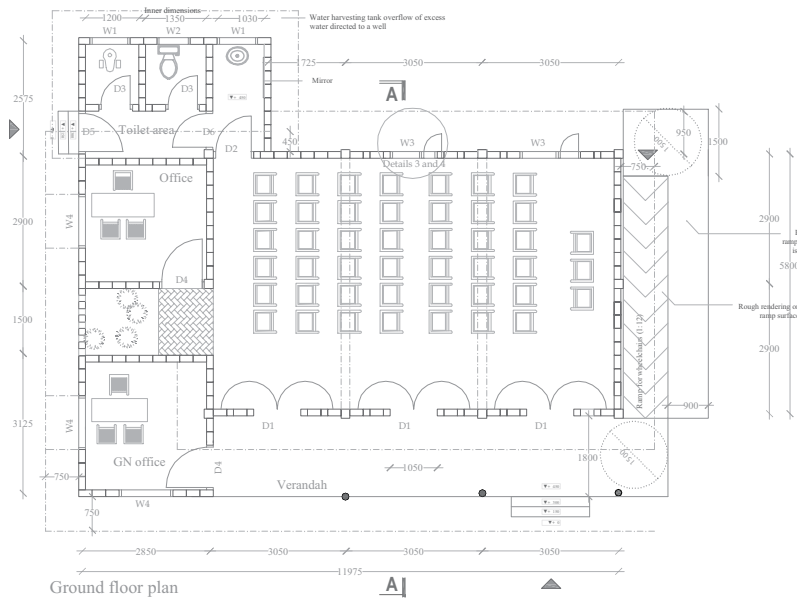 Inner dimensions
1200
1350
1030
Water harvesting tank overflow of excess
water directed to a well
W1
W2
W1
1725
3050
3050
Mirror
2575
D3
D3
A
D5
Toilet area
D6
D2
450
W3
W3
950
1500
1500
Details 3 and 4
750
Office
W4
2900
2900
5800
D4
1500
Rough rendering on
ramp surface
2900
Ramp for wheelchairs (1:12)
900
W4
3125
D1
D1
D1
GN office
D4
1050
1800
1500
Verandah
750
W4
750
2850
3050
3050
3050
11975
Ground floor plan
A